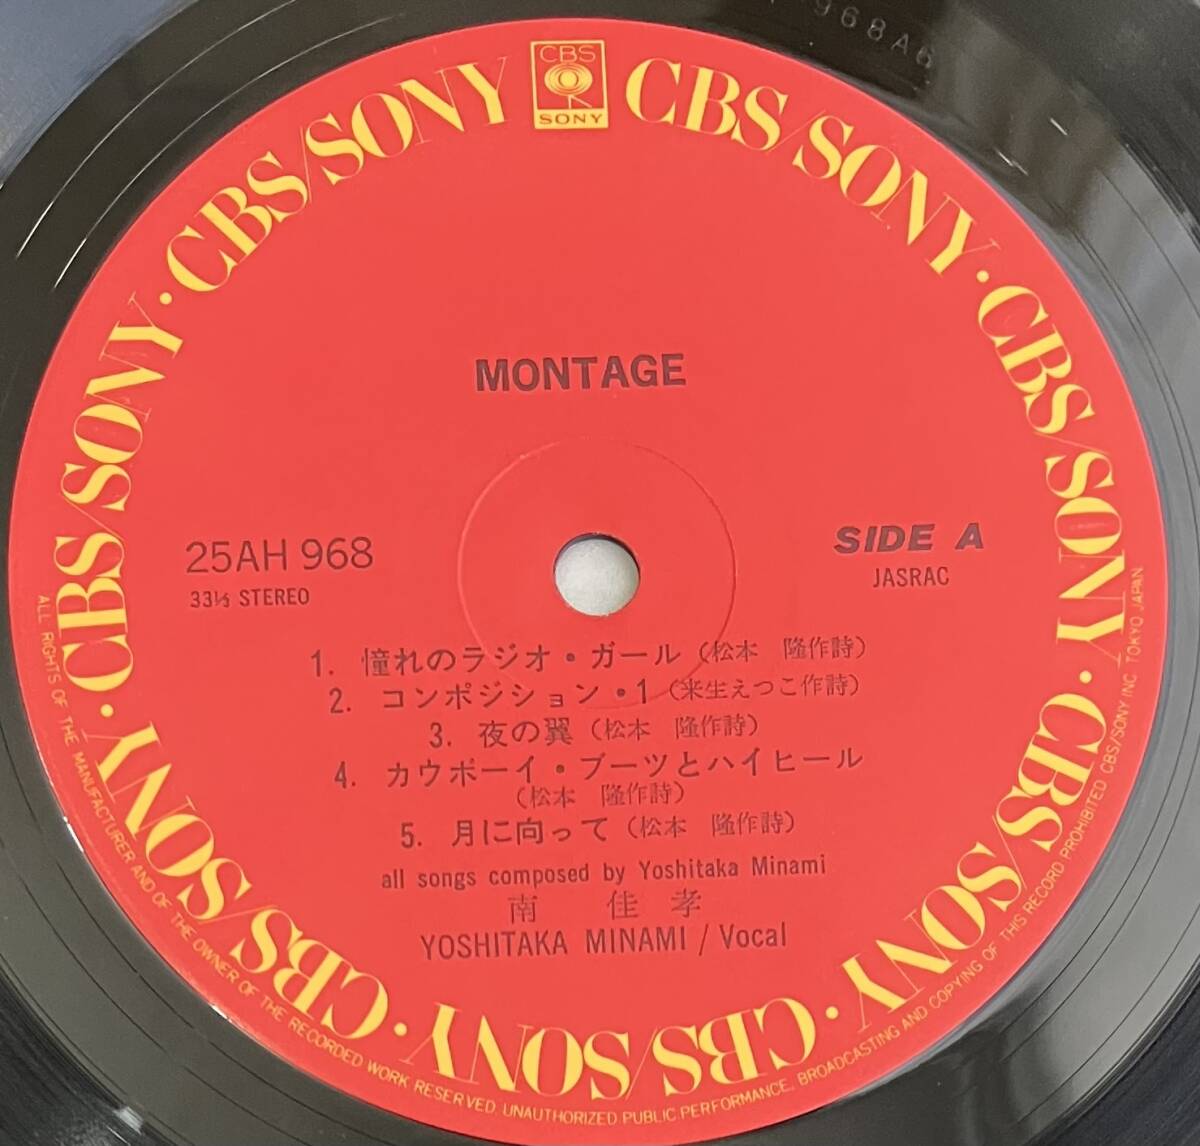 968A6
CBS
SONY
CBS/SONY · CBS/SONY · CBS/SONY · CBS/SONY · CBS/SONY · CBS/SONY · CBS/SONY · CBS/SONY · CBS/SONY · CBS/SONY
MONTAGE
25AH 968
33⅓ STEREO
SIDE A
JASRAC
1. 憧れのラジオ・ガール（松本 隆作詩）
2. コンポジション・1（来生えつこ作詩）
3. 夜の翼（松本 隆作詩）
4. カウボーイ・ブーツとハイヒール
（松本 隆作詩）
5. 月に向って（松本 隆作詩）
all songs composed by Yoshitaka Minami
南 佳孝
YOSHITAKA MINAMI / Vocal
ALL RIGHTS OF THE MANUFACTURER AND OF THE OWNER OF THE RECORDED WORK RESERVED. UNAUTHORIZED PUBLIC PERFORMANCE, BROADCASTING AND COPYING OF THIS RECORD PROHIBITED CBS/SONY INC. TOKYO JAPAN